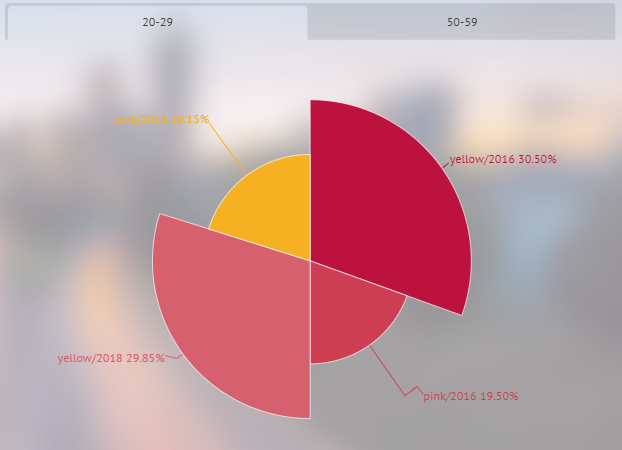 20-29
50-59
pink/2018 20.15%
yellow/2016 30.50%
yellow/2018 29.85%
pink/2016 19.50%